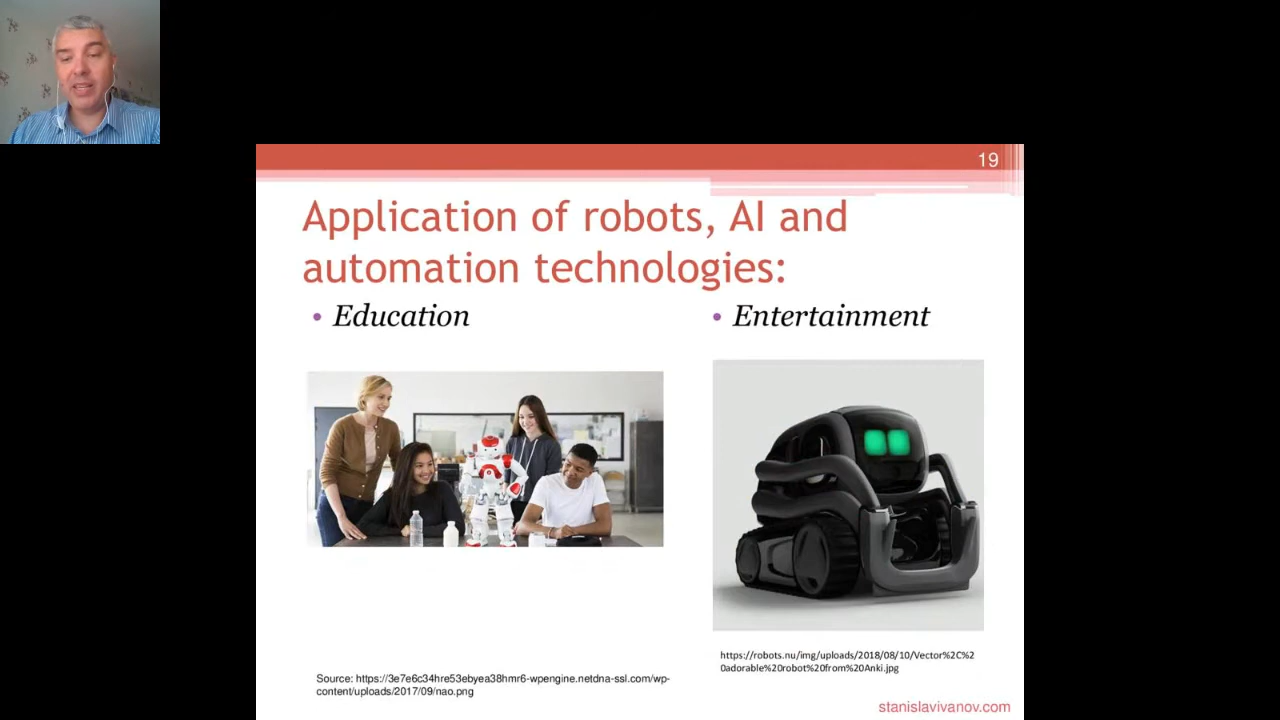 19
Application of robots, AI and
automation technologies:
• Education
• Entertainment
https://robots.nu/img/uploads/2018/08/10/Vector%2C%2
0adorable%20robot%20from%20Anki.jpg
Source: https://3e7e6c34hre53ebyea38hmr6-wpengine.netdna-ssl.com/wp-
content/uploads/2017/09/nao.png
stanislavivanov.com